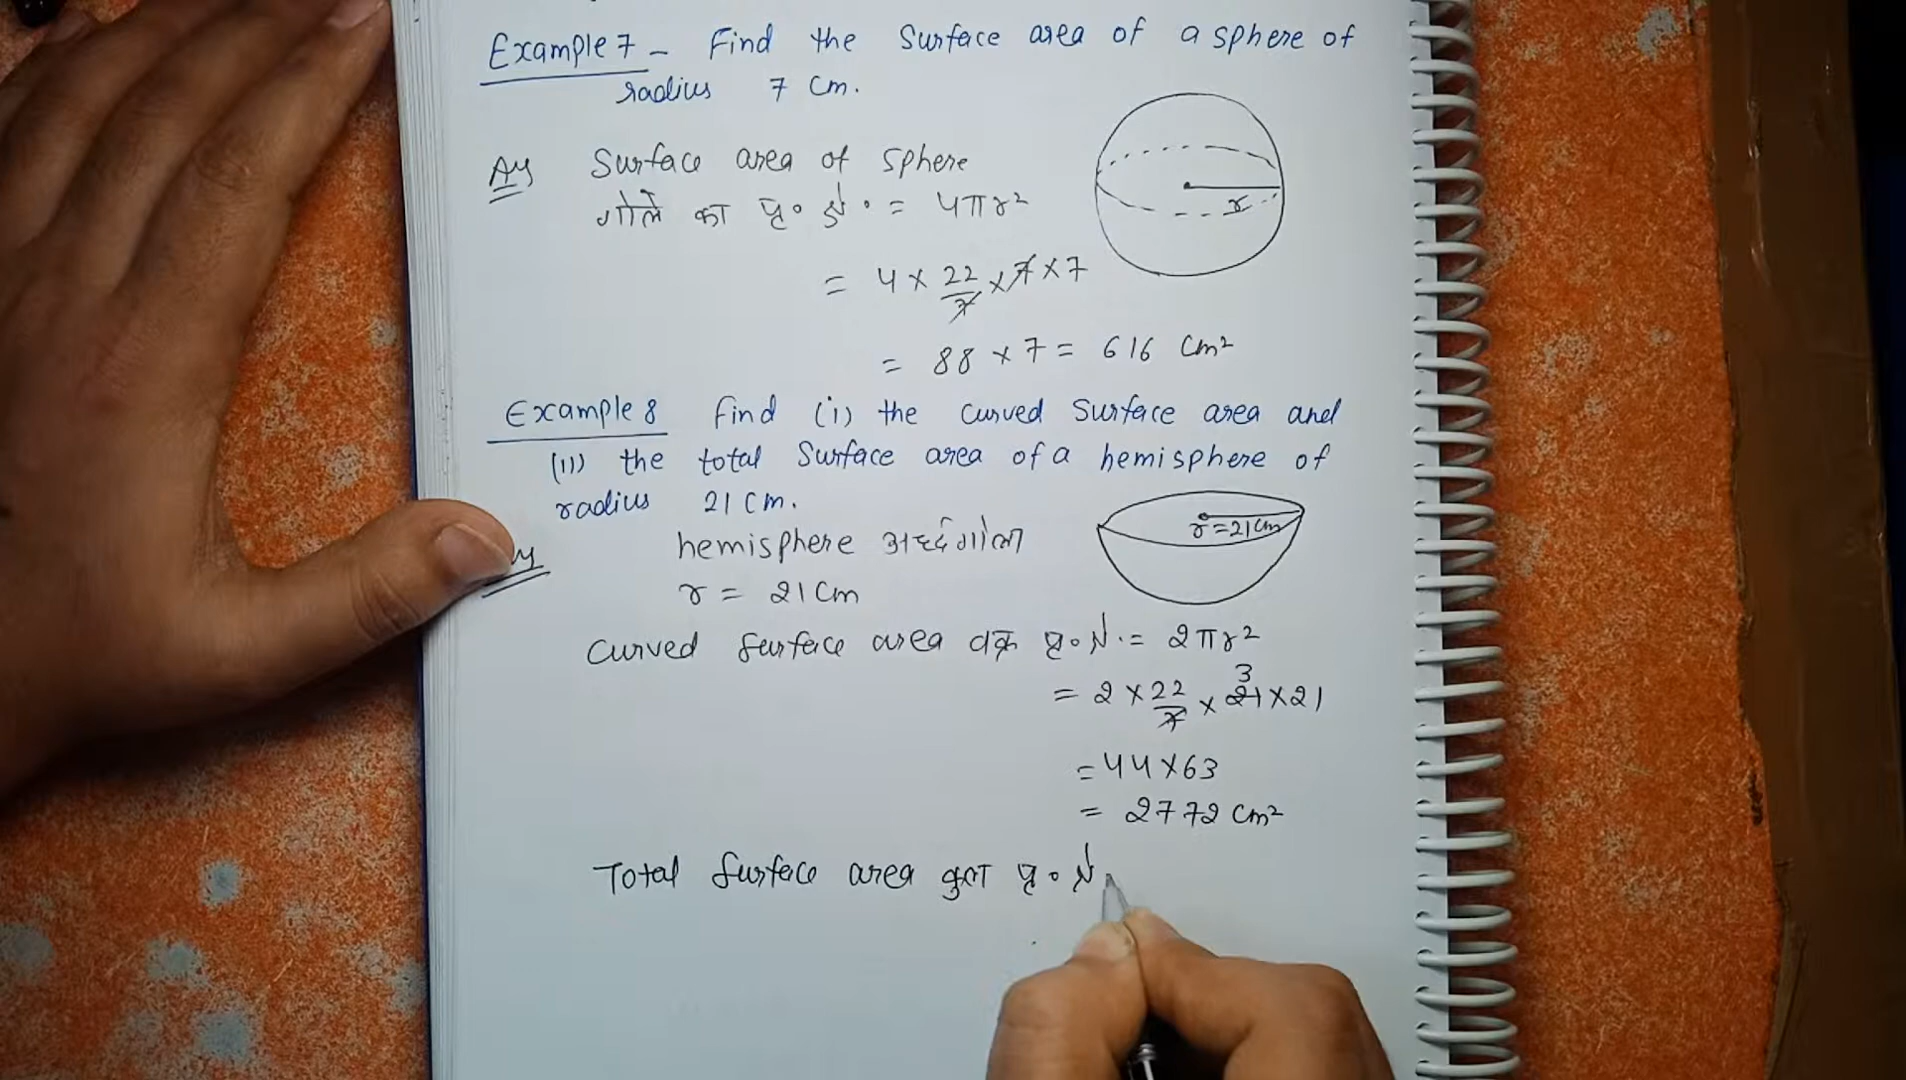 Example 7 - Find the surface area of a sphere of
radius 7 cm.
Ans Surface area of sphere
गोले का पृ० क्षे० = 4πr²
r
= 4 × 22/7 × 7 × 7
= 88 × 7 = 616 cm²
Example 8 Find (i) the curved surface area and
(ii) the total surface area of a hemisphere of
radius 21 cm.
hemisphere अर्द्धगोला
r = 21 cm
r = 21 cm
Curved surface area वक्र पृ० क्षे० = 2πr²
= 2 × 22/7 × 21 × 21
3
= 44 × 63
= 2772 cm²
Total surface area कुल पृ० क्षे